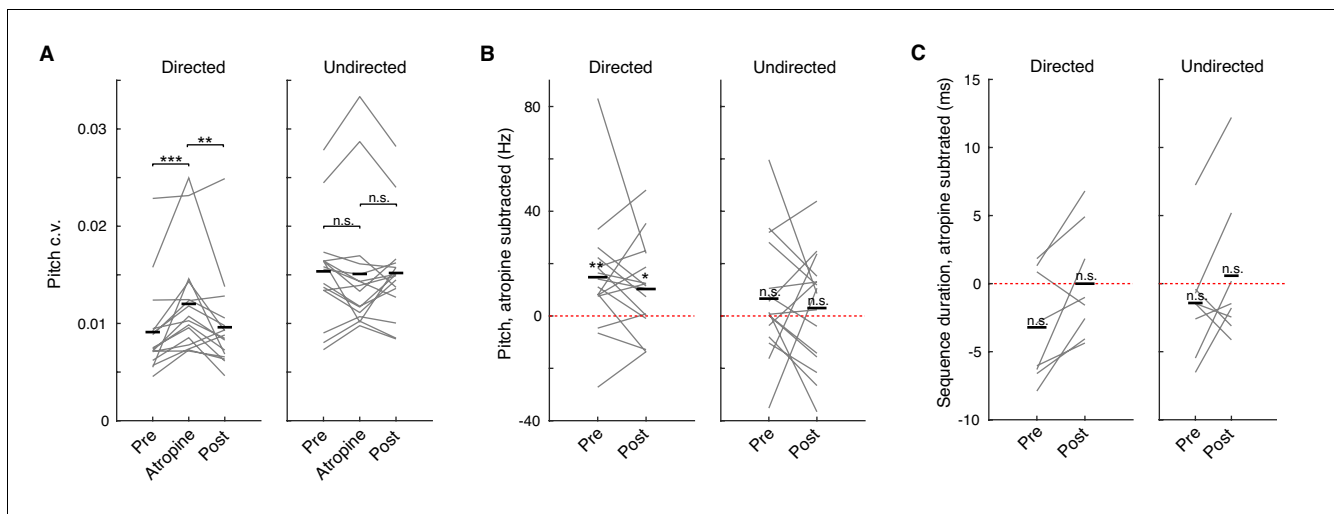 A
Directed
Undirected
Pitch c.v.
0.03
0.02
0.01
0
***
**
n.s.
n.s.
Pre
Atropine
Post
Pre
Atropine
Post
B
Directed
Undirected
Pitch, atropine subtracted (Hz)
80
40
0
-40
**
*
n.s.
n.s.
Pre
Post
Pre
Post
C
Directed
Undirected
Sequence duration, atropine subtrated (ms)
15
10
5
0
-5
-10
n.s.
n.s.
n.s.
n.s.
Pre
Post
Pre
Post